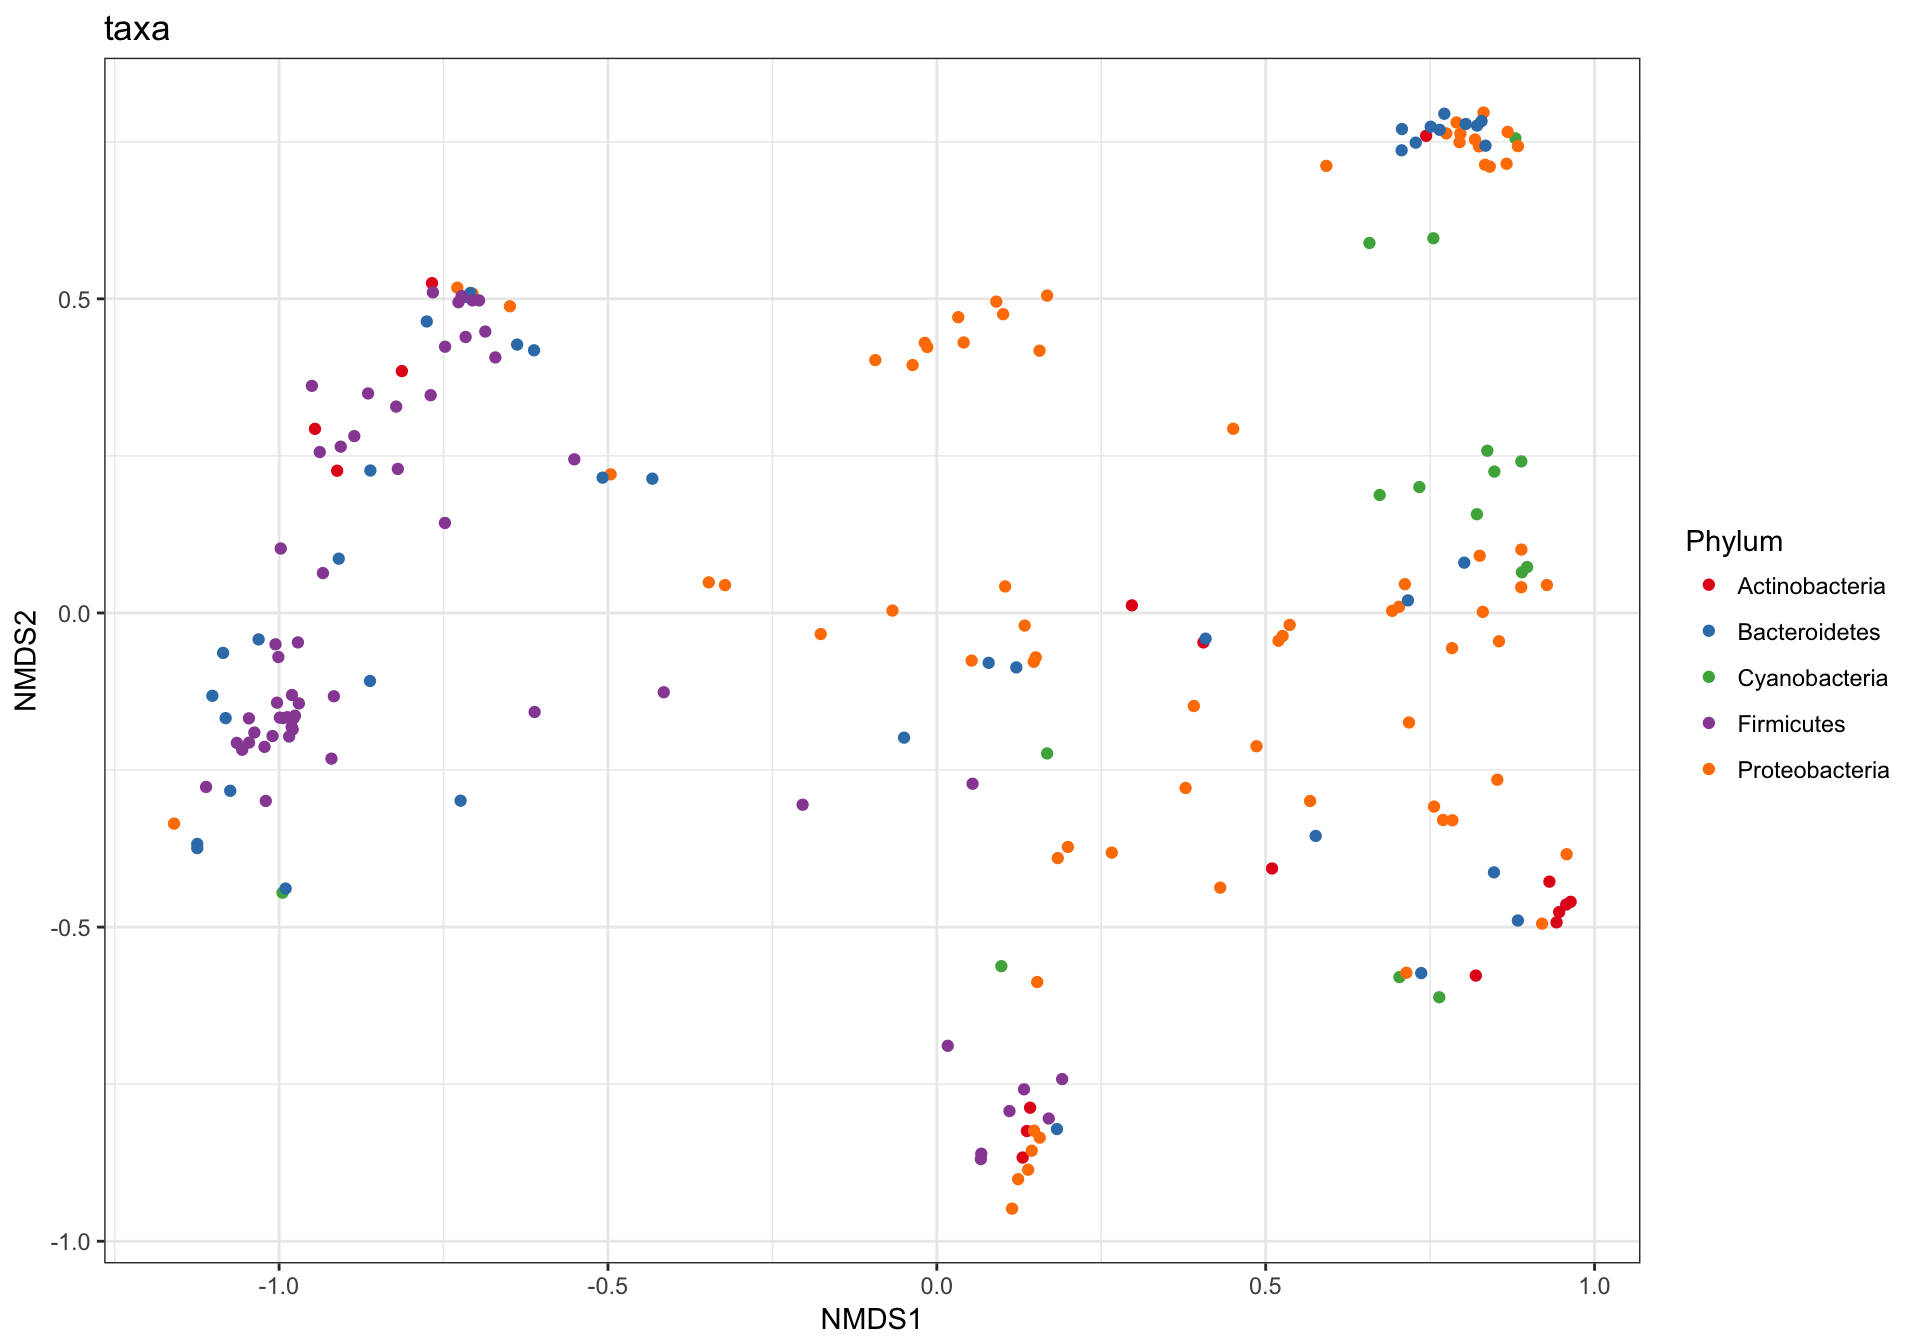 taxa
NMDS2
0.5
0.0
-0.5
-1.0
-1.0
-0.5
0.0
0.5
1.0
NMDS1
Phylum
Actinobacteria
Bacteroidetes
Cyanobacteria
Firmicutes
Proteobacteria